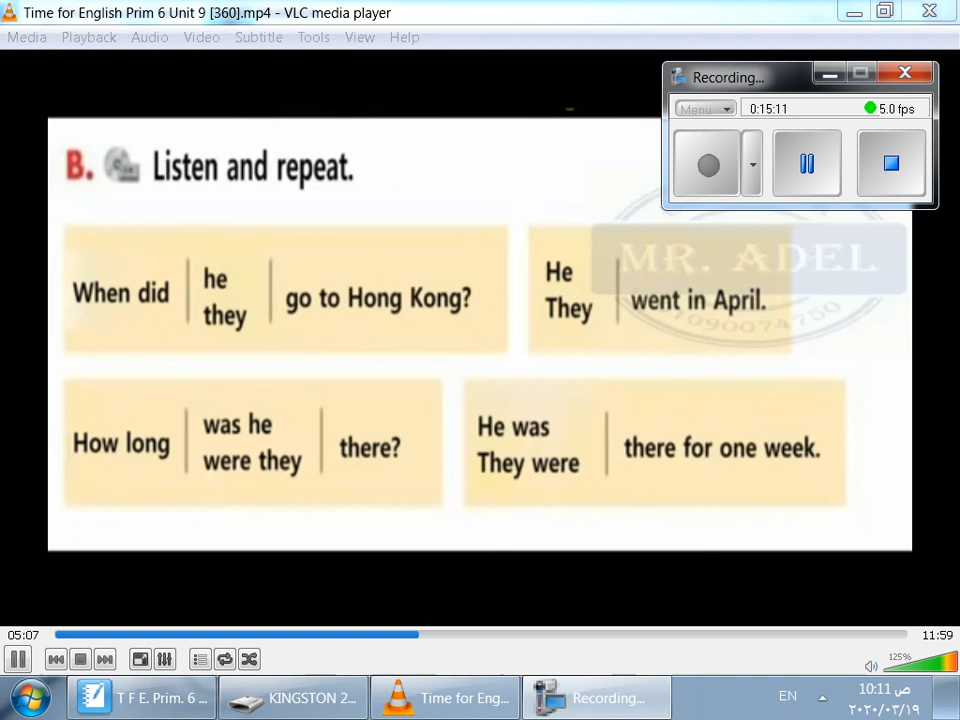 Time for English Prim 6 Unit 9 [360].mp4 - VLC media player
Media Playback Audio Video Subtitle Tools View Help
Recording...
Menu
0:15:11
5.0 fps
B. Listen and repeat.
When did
he
they
go to Hong Kong?
He
They
went in April.
MR. ADEL
01090074750
How long
was he
were they
there?
He was
They were
there for one week.
05:07
11:59
125%
T F E. Prim. 6 ...
KINGSTON 2...
Time for Eng...
Recording...
EN
10:11 ص
٢٠٢٠/٠٣/١٩